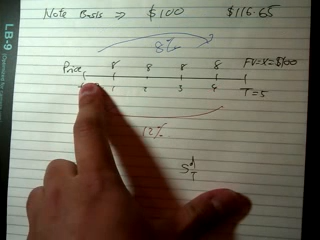 LB-9
Note Basis => $100 $116.65
8%
Price 8 8 8 8 FV=X=$100
1 2 3 4 T=5
12%